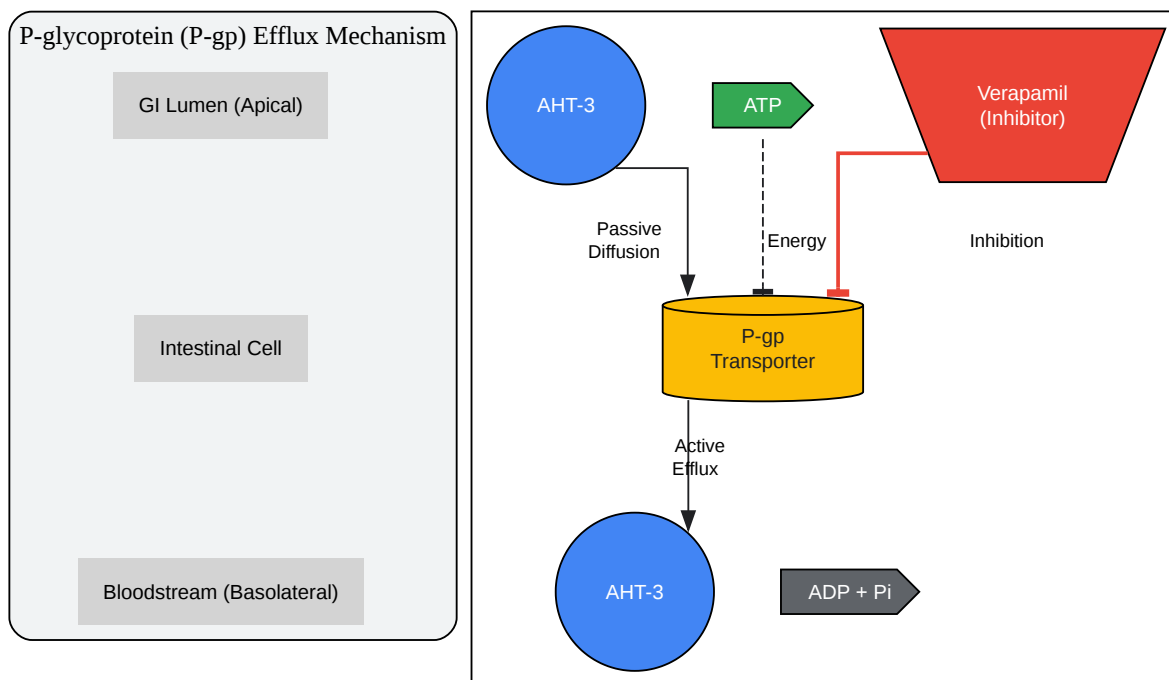 P-glycoprotein (P-gp) Efflux Mechanism
GI Lumen (Apical)
Intestinal Cell
Bloodstream (Basolateral)
AHT-3
ATP
Verapamil
(Inhibitor)
Passive
Diffusion
Energy
Inhibition
P-gp
Transporter
Active
Efflux
AHT-3
ADP + Pi